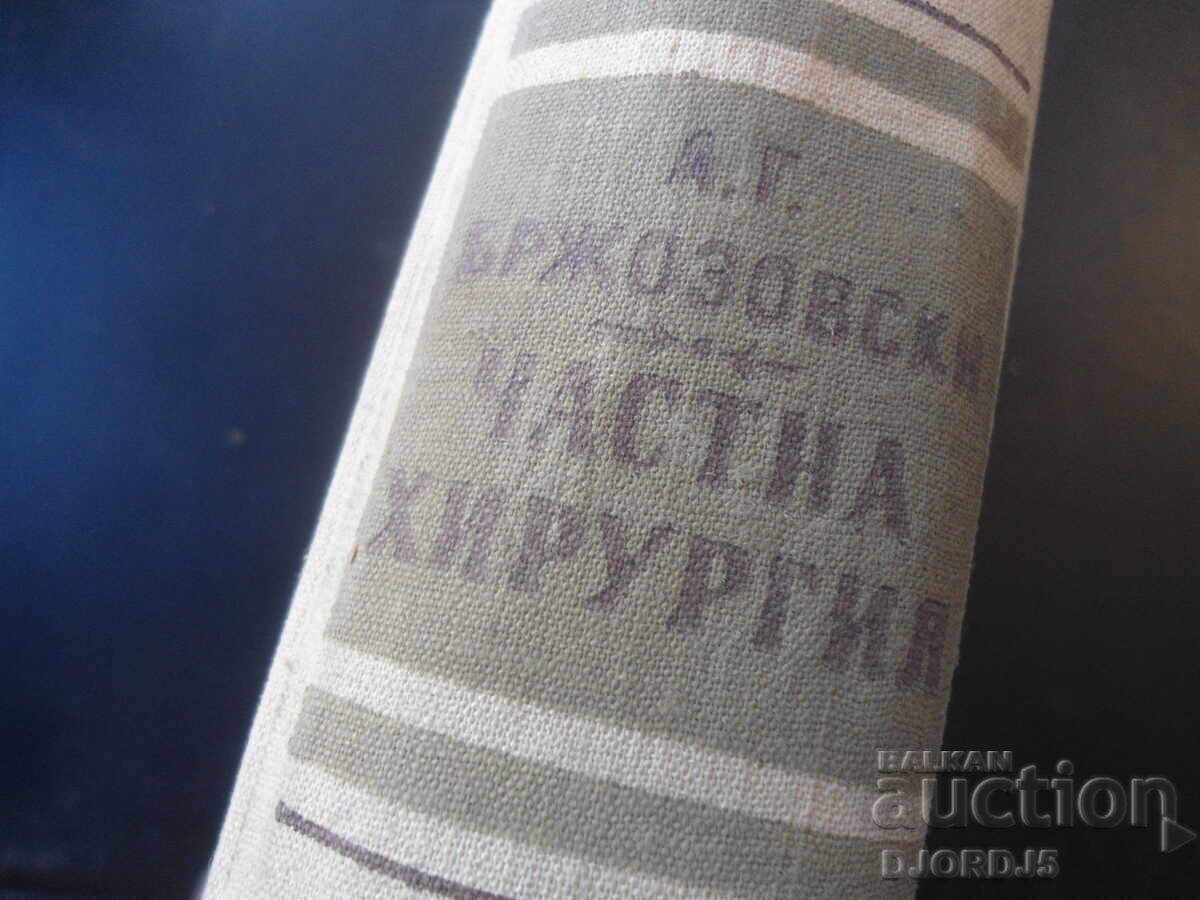 А.Г.
БРЖОЗОВСКИ
ЧАСТНА
ХИРУРГИЯ
BALKAN
auction
DJORDJ5